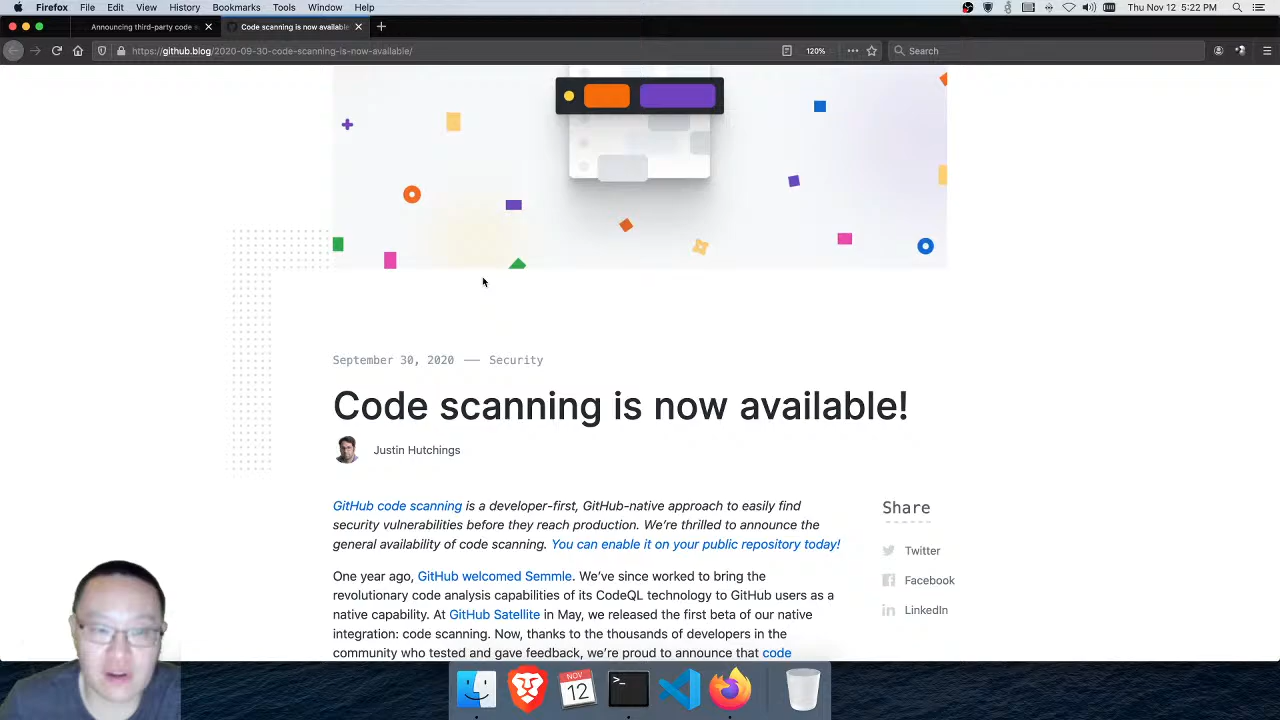 Firefox File Edit View History Bookmarks Tools Window Help Thu Nov 12 5:22 PM
Announcing third-party code s Code scanning is now available!
https://github.blog/2020-09-30-code-scanning-is-now-available/ 120% Search
September 30, 2020 — Security
Code scanning is now available!
Justin Hutchings
GitHub code scanning is a developer-first, GitHub-native approach to easily find
security vulnerabilities before they reach production. We’re thrilled to announce the
general availability of code scanning. You can enable it on your public repository today!
One year ago, GitHub welcomed Semmle. We’ve since worked to bring the
revolutionary code analysis capabilities of its CodeQL technology to GitHub users as a
native capability. At GitHub Satellite in May, we released the first beta of our native
integration: code scanning. Now, thanks to the thousands of developers in the
community who tested and gave feedback, we’re proud to announce that code
Share
Twitter
Facebook
LinkedIn
NOV
12
>_